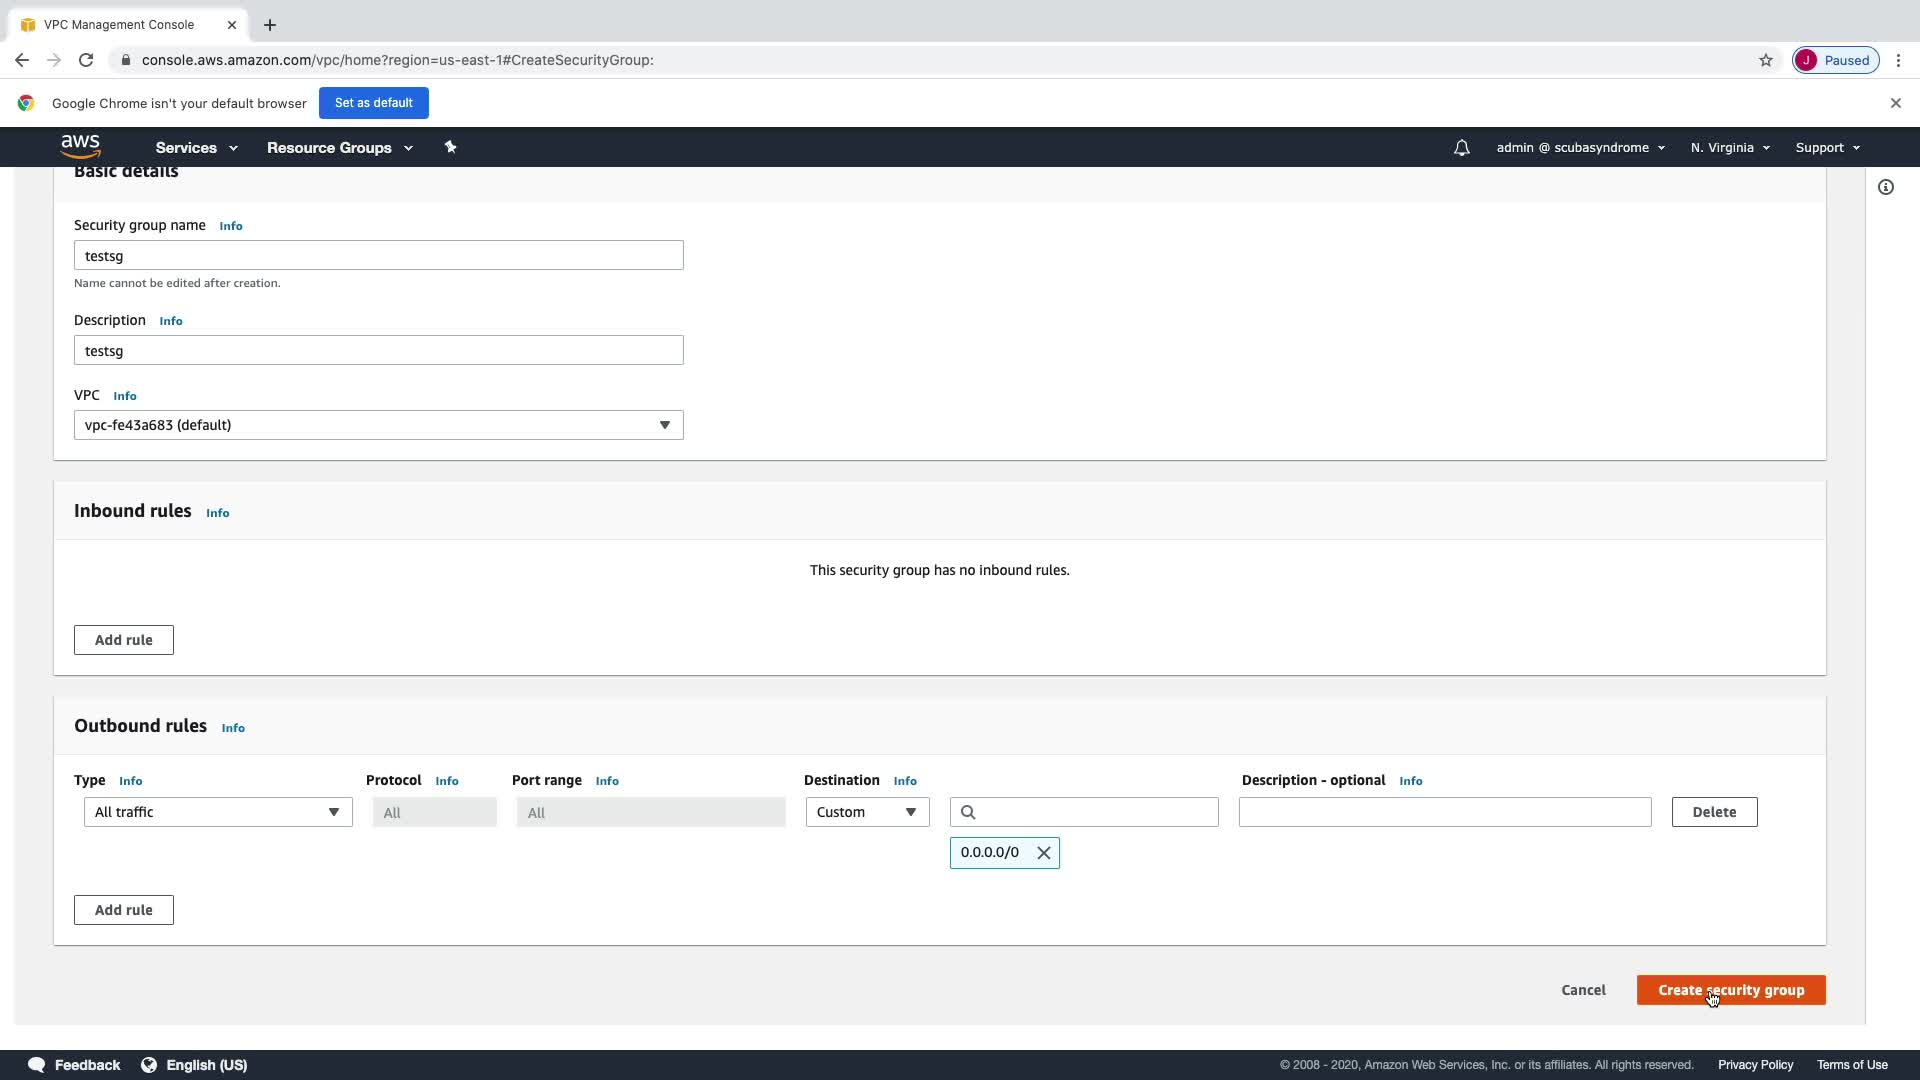 VPC Management Console
console.aws.amazon.com/vpc/home?region=us-east-1#CreateSecurityGroup:
J Paused
Google Chrome isn't your default browser Set as default
aws Services Resource Groups admin @ scubasyndrome N. Virginia Support
Basic details
Security group name Info
testsg
Name cannot be edited after creation.
Description Info
testsg
VPC Info
vpc-fe43a683 (default)
Inbound rules Info
This security group has no inbound rules.
Add rule
Outbound rules Info
Type Info Protocol Info Port range Info Destination Info Description - optional Info
All traffic All All Custom Delete
0.0.0.0/0
Add rule
Cancel Create security group
Feedback English (US) © 2008 - 2020, Amazon Web Services, Inc. or its affiliates. All rights reserved. Privacy Policy Terms of Use